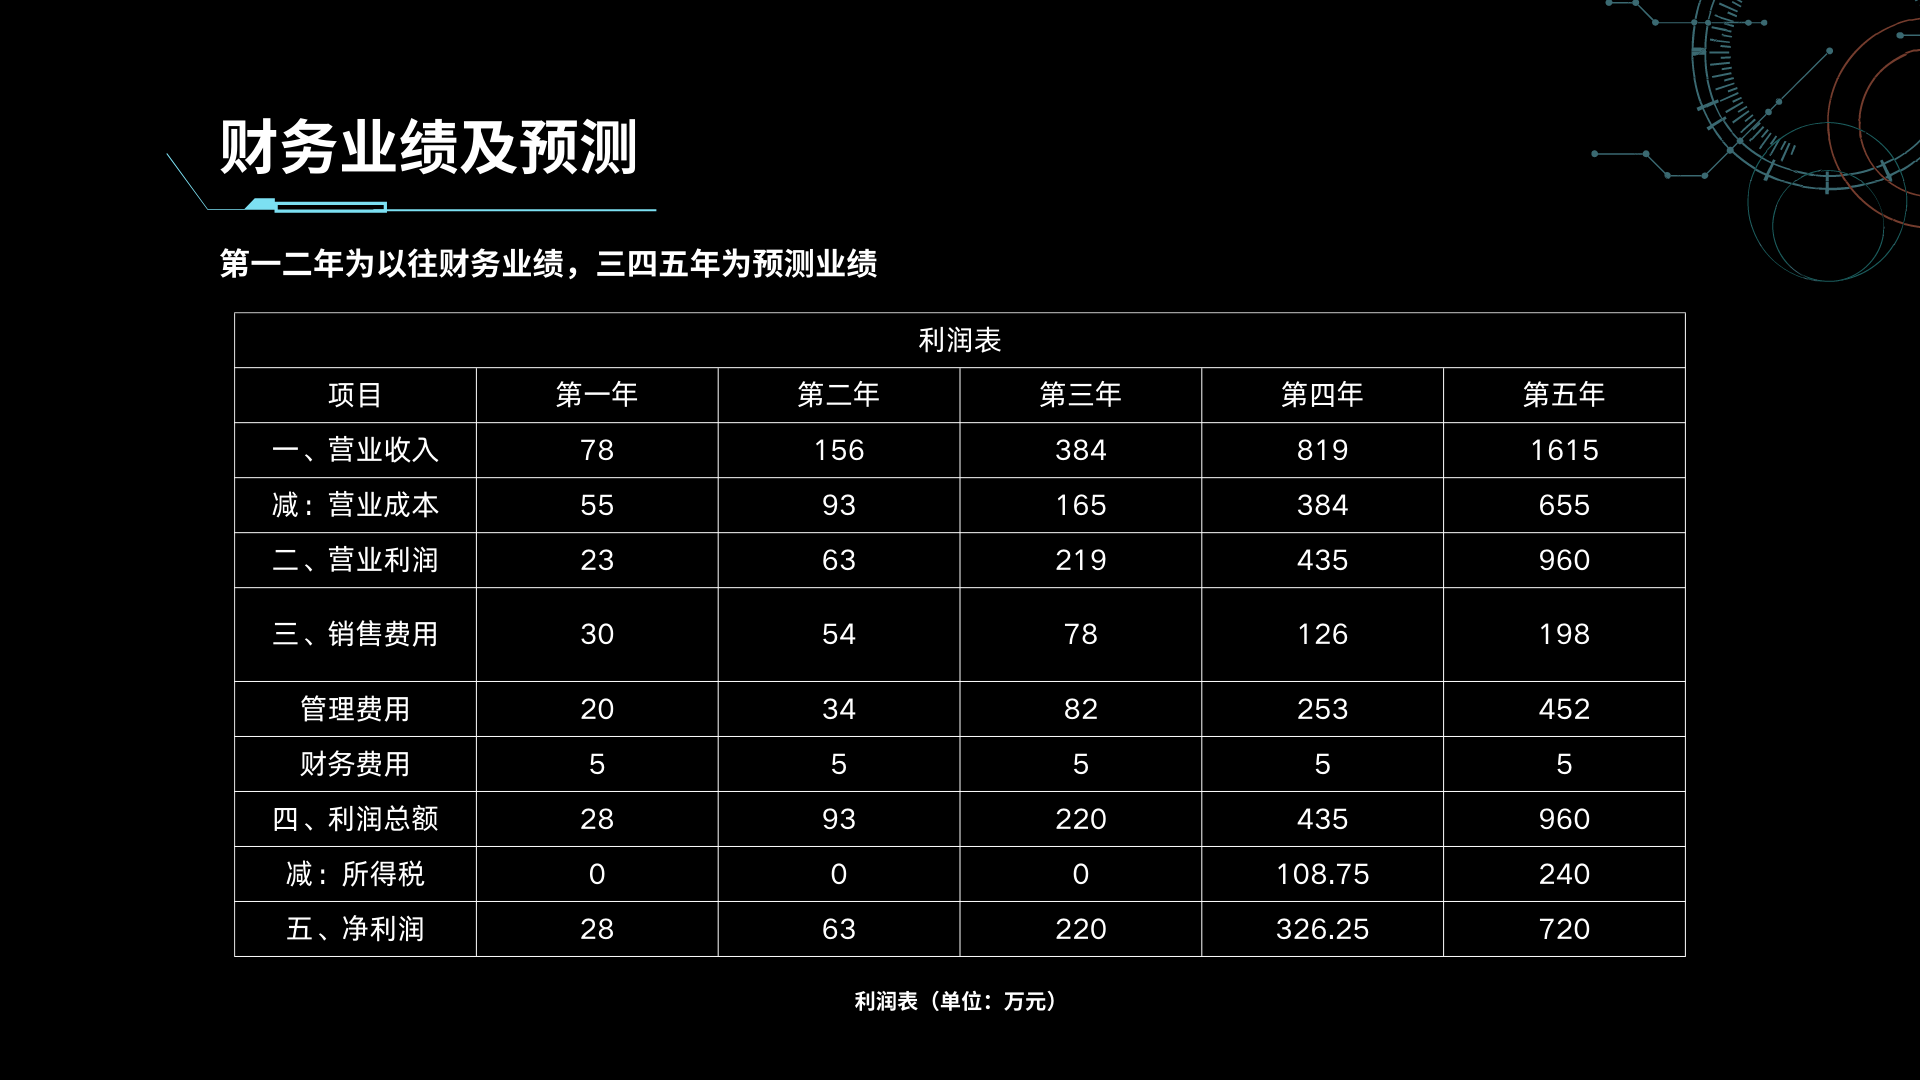 财务业绩及预测
第一二年为以往财务业绩，三四五年为预测业绩
利润表
项目 第一年 第二年 第三年 第四年 第五年
一、营业收入 78 156 384 819 1615
减：营业成本 55 93 165 384 655
二、营业利润 23 63 219 435 960
三、销售费用 30 54 78 126 198
管理费用 20 34 82 253 452
财务费用 5 5 5 5 5
四、利润总额 28 93 220 435 960
减：所得税 0 0 0 108.75 240
五、净利润 28 63 220 326.25 720
利润表（单位：万元）